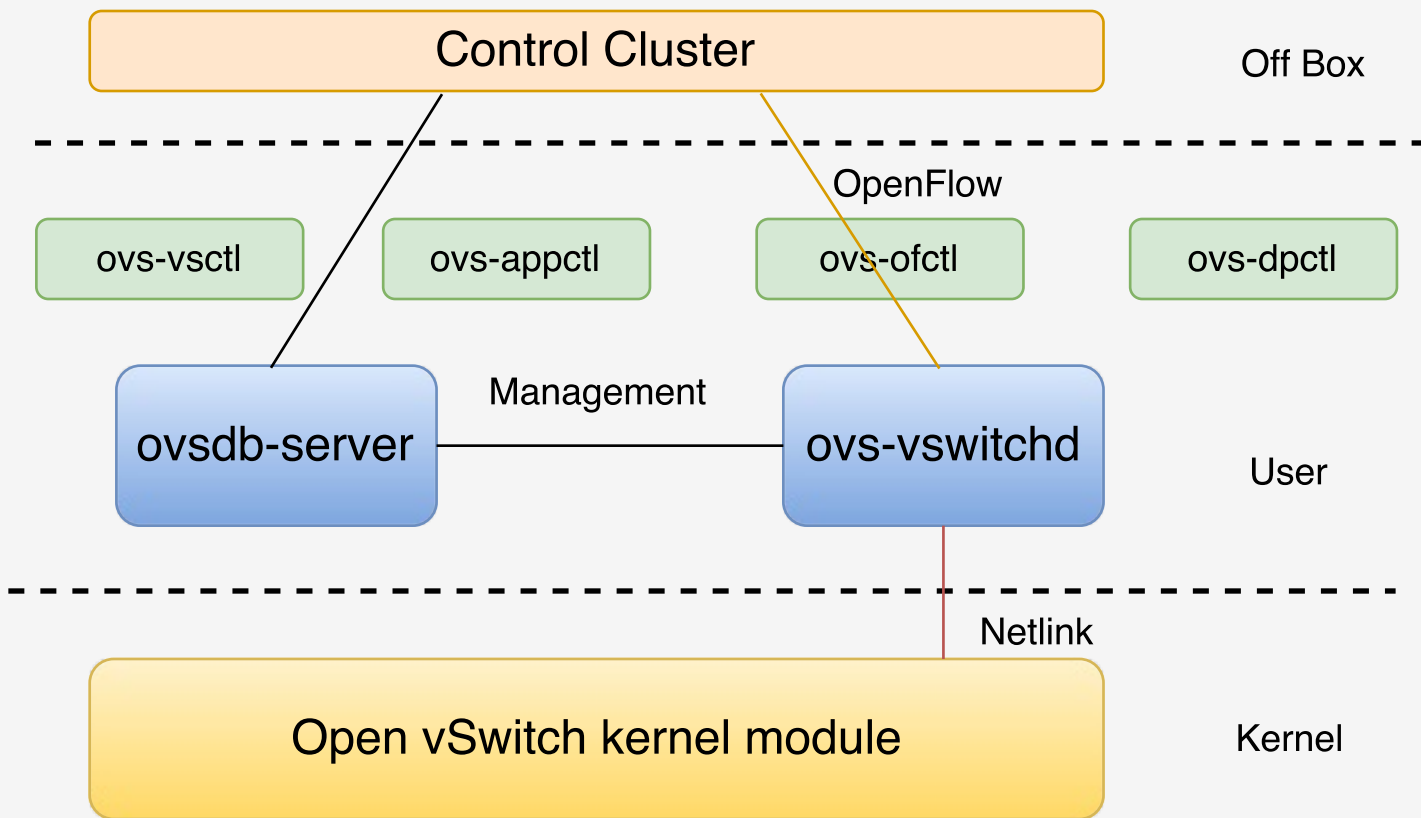 Control Cluster
Off Box
OpenFlow
ovs-vsctl
ovs-appctl
ovs-ofctl
ovs-dpctl
Management
ovsdb-server
ovs-vswitchd
User
Netlink
Open vSwitch kernel module
Kernel